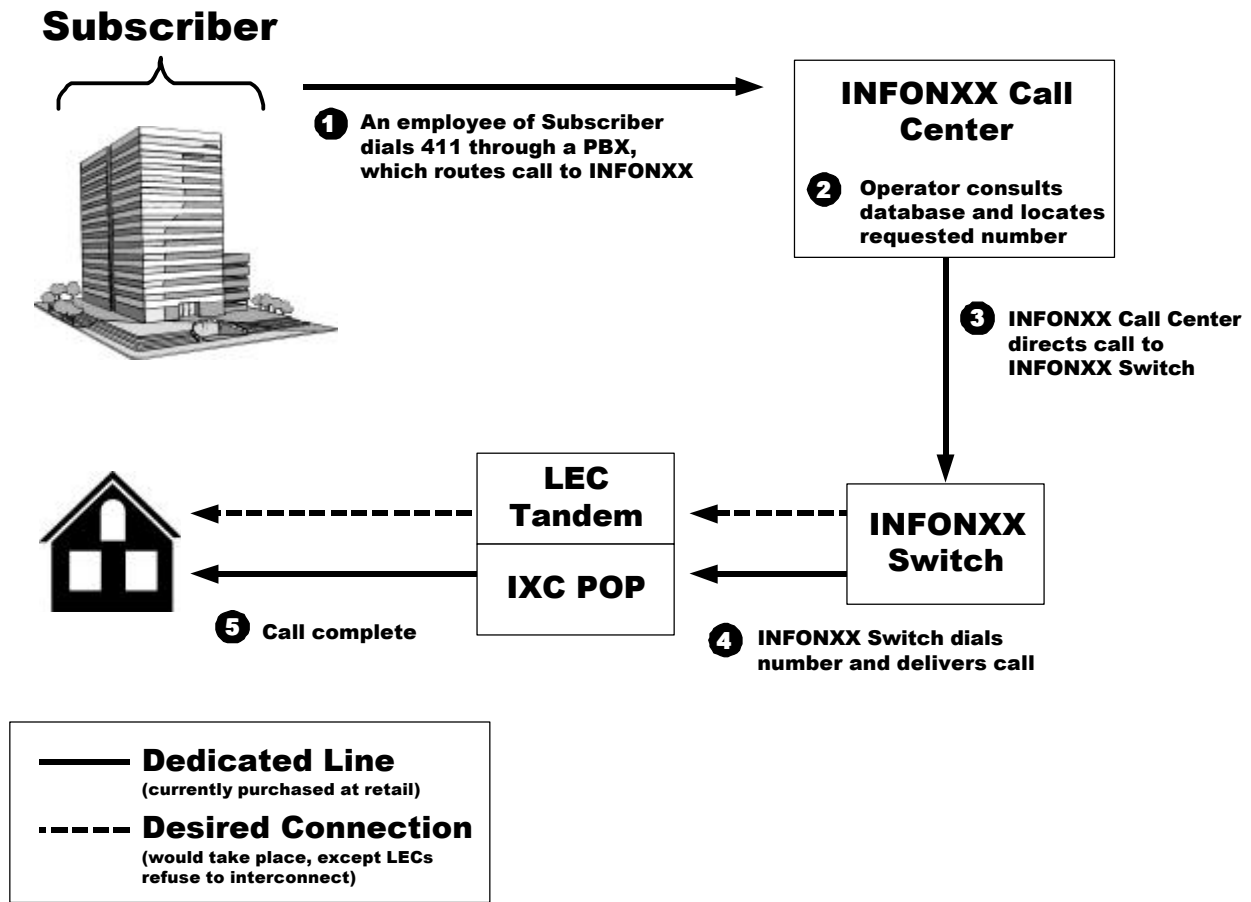 Subscriber
1 An employee of Subscriber
dials 411 through a PBX,
which routes call to INFONXX
INFONXX Call
Center
2 Operator consults
database and locates
requested number
3 INFONXX Call Center
directs call to
INFONXX Switch
LEC
Tandem
IXC POP
INFONXX
Switch
4 INFONXX Switch dials
number and delivers call
5 Call complete
Dedicated Line
(currently purchased at retail)
Desired Connection
(would take place, except LECs
refuse to interconnect)